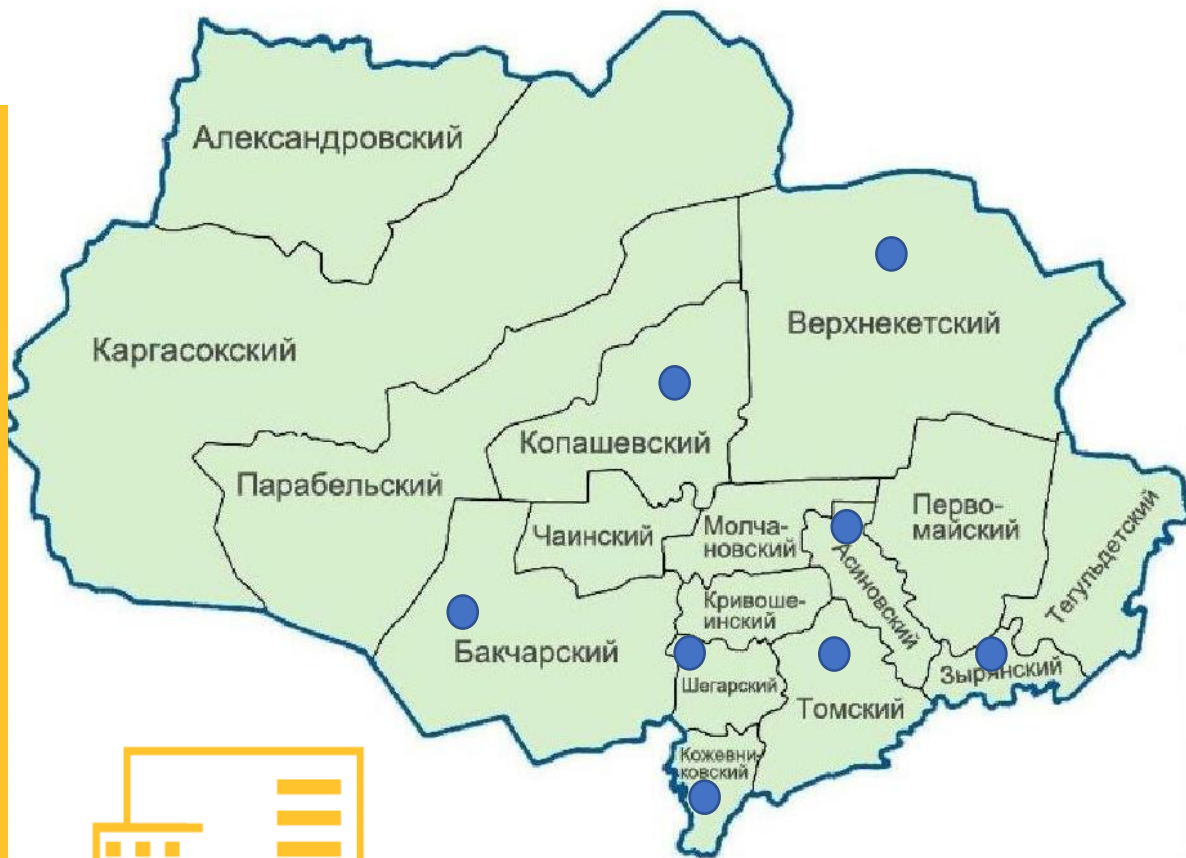 Александровский
Каргасокский
Верхнекетский
Копашевский
Парабельский
Чаинский
Молча-
новский
Перво-
майский
Асиновский
Тегульдетский
Бакчарский
Кривоше-
инский
Шегарский
Томский
Зырянский
Кожевни-
ковский